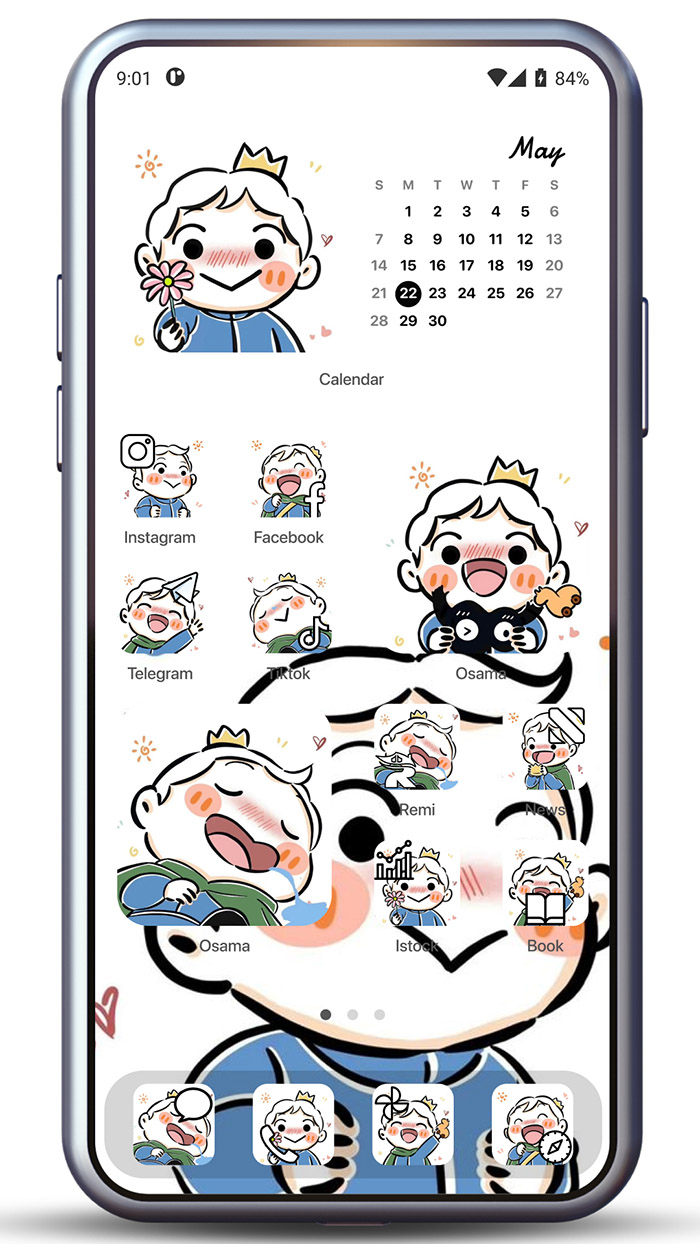 9:01 84%
May
S M T W T F S
1 2 3 4 5 6
7 8 9 10 11 12 13
14 15 16 17 18 19 20
21 22 23 24 25 26 27
28 29 30
Calendar
Instagram Facebook
Telegram Tiktok Osama
Remi News
Osama Istock Book